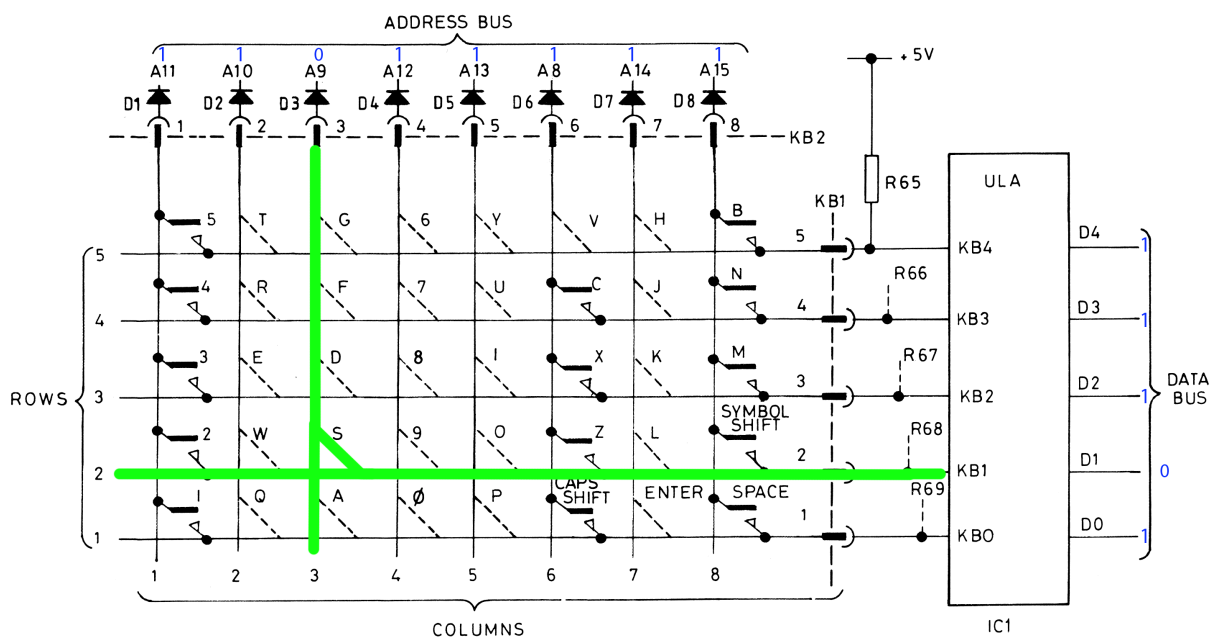 ADDRESS BUS
1 1 0 1 1 1 1 1
A11 A10 A9 A12 A13 A8 A14 A15
+5V
D1 D2 D3 D4 D5 D6 D7 D8
1 2 3 4 5 6 7 8 KB2
R65 ULA
KB1
5 T G 6 Y V H B
5 5 KB4 D4 1
R66
4 R F 7 U C J N
4 4 KB3 D3 1
R67
3 E D 8 I X K M
3 3 KB2 D2 1
ROWS
DATA
BUS
SYMBOL
SHIFT
2 W S 9 O Z L
R68
2 2 KB1 D1 0
CAPS
SHIFT
I Q A Ø P ENTER SPACE
R69
1 1 KB0 D0 1
1 2 3 4 5 6 7 8
COLUMNS
IC1